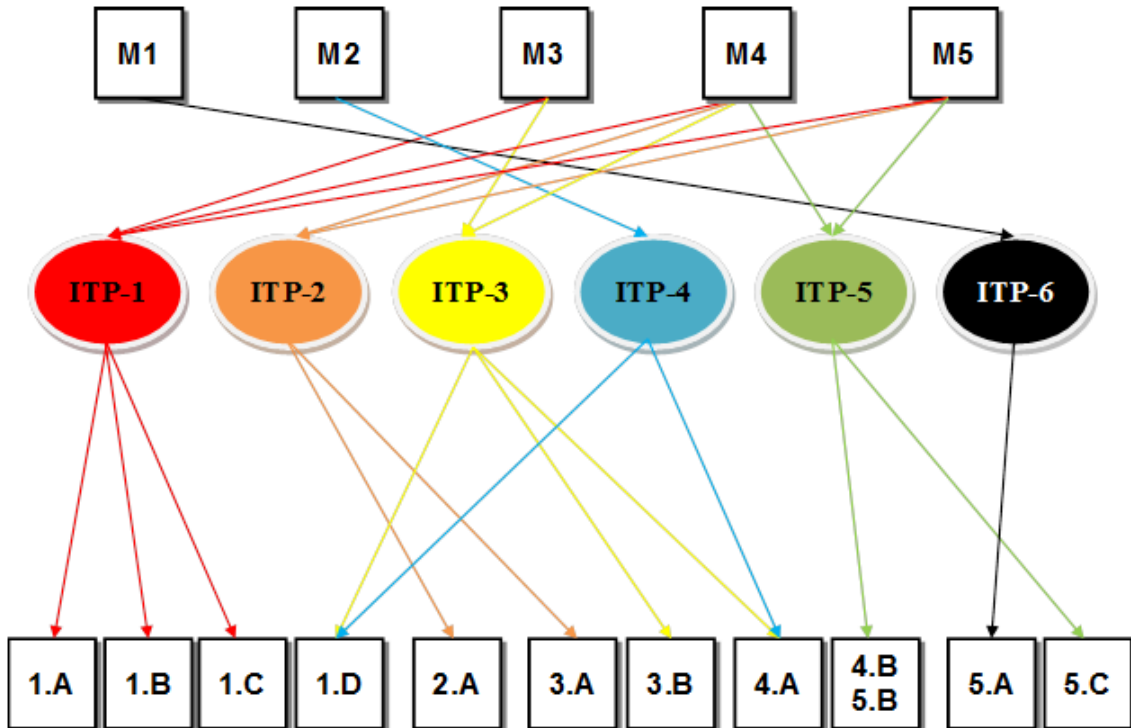 M1
M2
M3
M4
M5
ITP-1
ITP-2
ITP-3
ITP-4
ITP-5
ITP-6
1.A
1.B
1.C
1.D
2.A
3.A
3.B
4.A
4.B
5.B
5.A
5.C